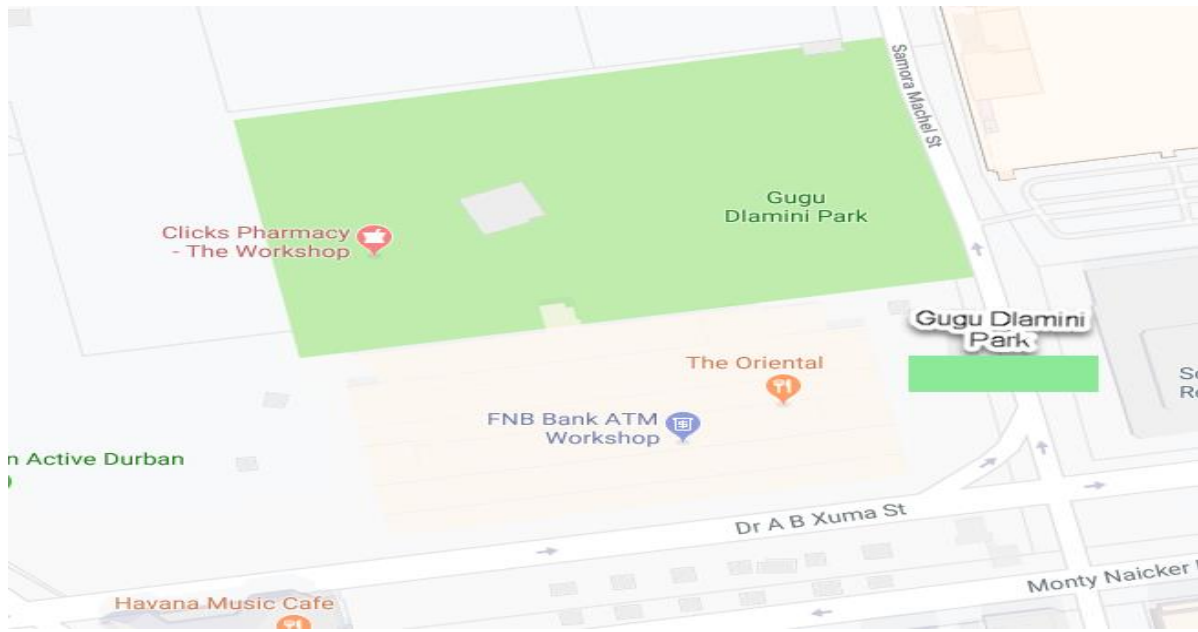 Samora Machel St
Gugu
Dlamini Park
Clicks Pharmacy
- The Workshop
Gugu Dlamini
Park
The Oriental
FNB Bank ATM
Workshop
n Active Durban
Dr A B Xuma St
Monty Naicker
Havana Music Cafe